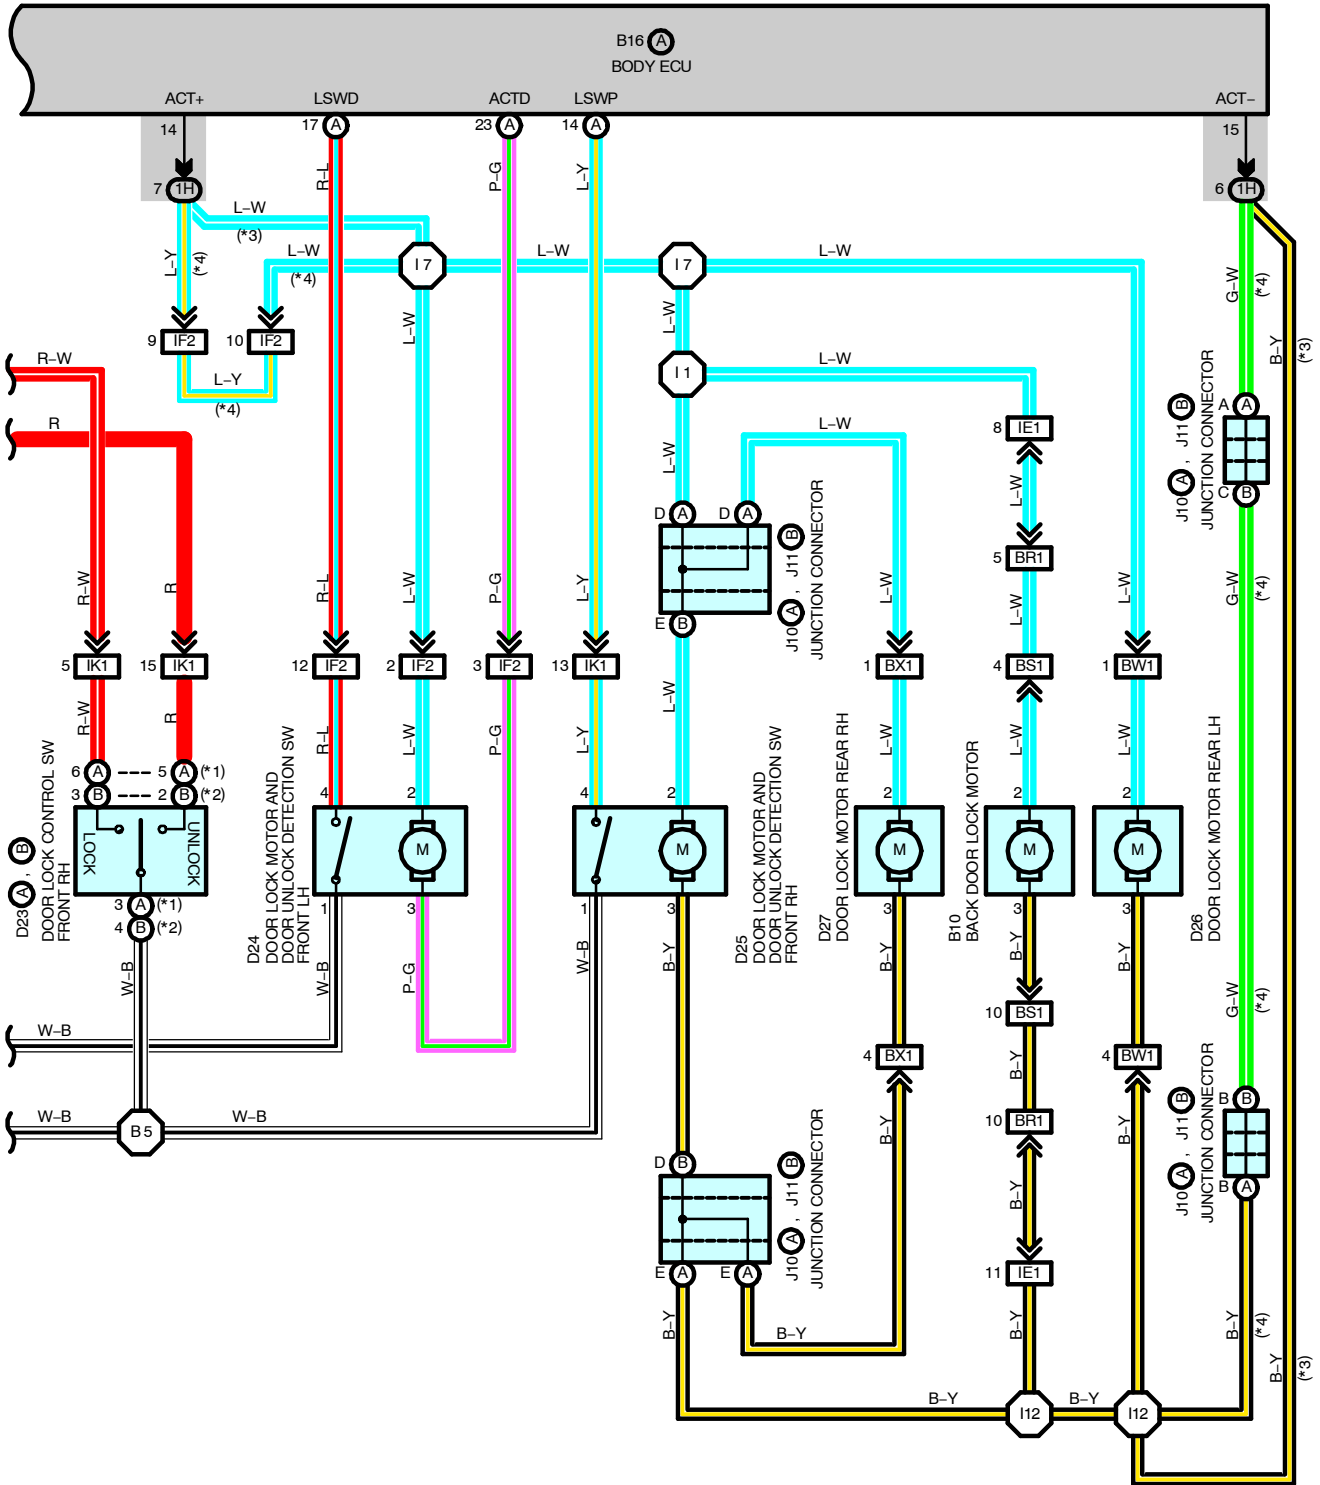 B16 A
BODY ECU
ACT+
LSWD
ACTD
LSWP
ACT−
14
17 A
23 A
14 A
15
7 1H
6 1H
R−L
P−G
L−Y
L−W
(*3)
L−W
(*4)
L−Y
(*4)
I 7
L−W
I 7
L−W
G−W
(*4)
B−Y
(*3)
9 IF2
10 IF2
L−W
L−W
L−Y
(*4)
R−W
R
I 1
L−W
L−W
L−W
8 IE1
L−W
A A
C B
J10 A , J11 B
JUNCTION CONNECTOR
D A
D A
E B
J10 A , J11 B
JUNCTION CONNECTOR
5 BR1
R−W
R
R−L
L−W
P−G
L−Y
L−W
L−W
L−W
G−W
(*4)
5 IK1
15 IK1
12 IF2
2 IF2
3 IF2
13 IK1
1 BX1
4 BS1
1 BW1
R−W
R
R−L
L−W
P−G
L−Y
L−W
L−W
L−W
L−W
6 A
5 A (*1)
3 B
2 B (*2)
LOCK
UNLOCK
3 A (*1)
4 B (*2)
D23 A , B
DOOR LOCK CONTROL SW
FRONT RH
4
2
M
1
3
D24
DOOR LOCK MOTOR AND
DOOR UNLOCK DETECTION SW
FRONT LH
4
2
M
1
3
D25
DOOR LOCK MOTOR AND
DOOR UNLOCK DETECTION SW
FRONT RH
2
M
3
D27
DOOR LOCK MOTOR REAR RH
2
M
3
B10
BACK DOOR LOCK MOTOR
2
M
3
D26
DOOR LOCK MOTOR REAR LH
W−B
W−B
P−G
W−B
B−Y
B−Y
B−Y
B−Y
G−W
(*4)
W−B
10 BS1
4 BX1
B−Y
4 BW1
W−B
B 5
W−B
10 BR1
B−Y
B−Y
B B
B A
J10 A , J11 B
JUNCTION CONNECTOR
D B
E A
E A
J10 A , J11 B
JUNCTION CONNECTOR
B−Y
11 IE1
B−Y
B−Y
B−Y
B−Y
(*4)
B−Y
(*3)
B−Y
I12
B−Y
I12